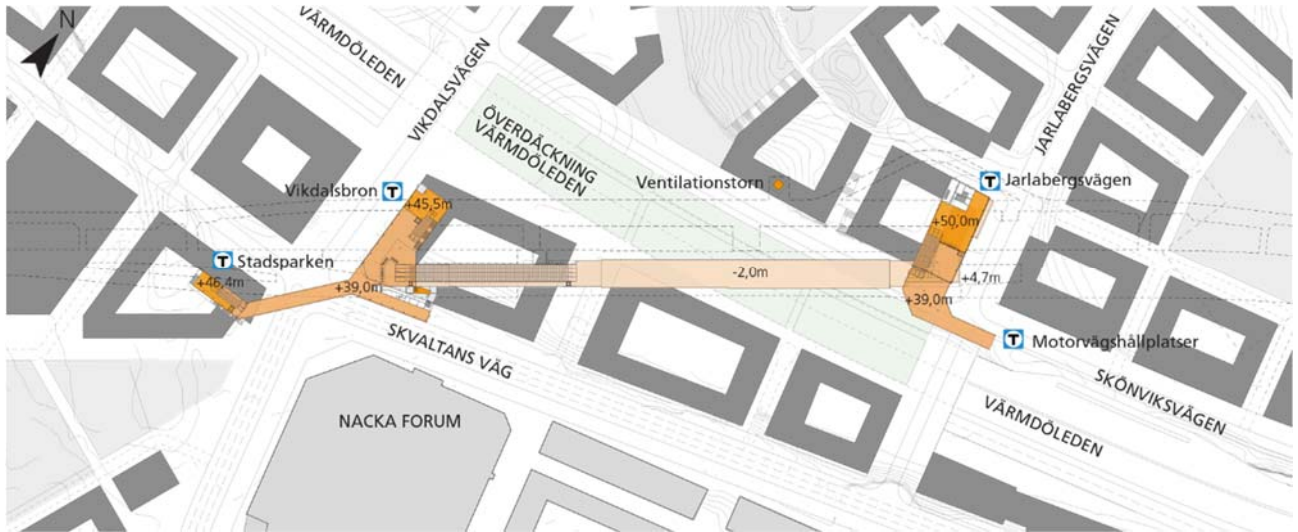 N
VÄRMDÖLEDEN
VIKDALSVÄGEN
JARLABERGSVÄGEN
ÖVERDÄCKNING
VÄRMDÖLEDEN
Vikdalsbron T
Ventilationstorn
T Jarlabergsvägen
+45,5m
+50,0m
T Stadsparken
+46,4m
+39,0m
-2,0m
+4,7m
+39,0m
T Motorvägshållplatser
SKVALTANS VÄG
SKÖNVIKSVÄGEN
VÄRMDÖLEDEN
NACKA FORUM